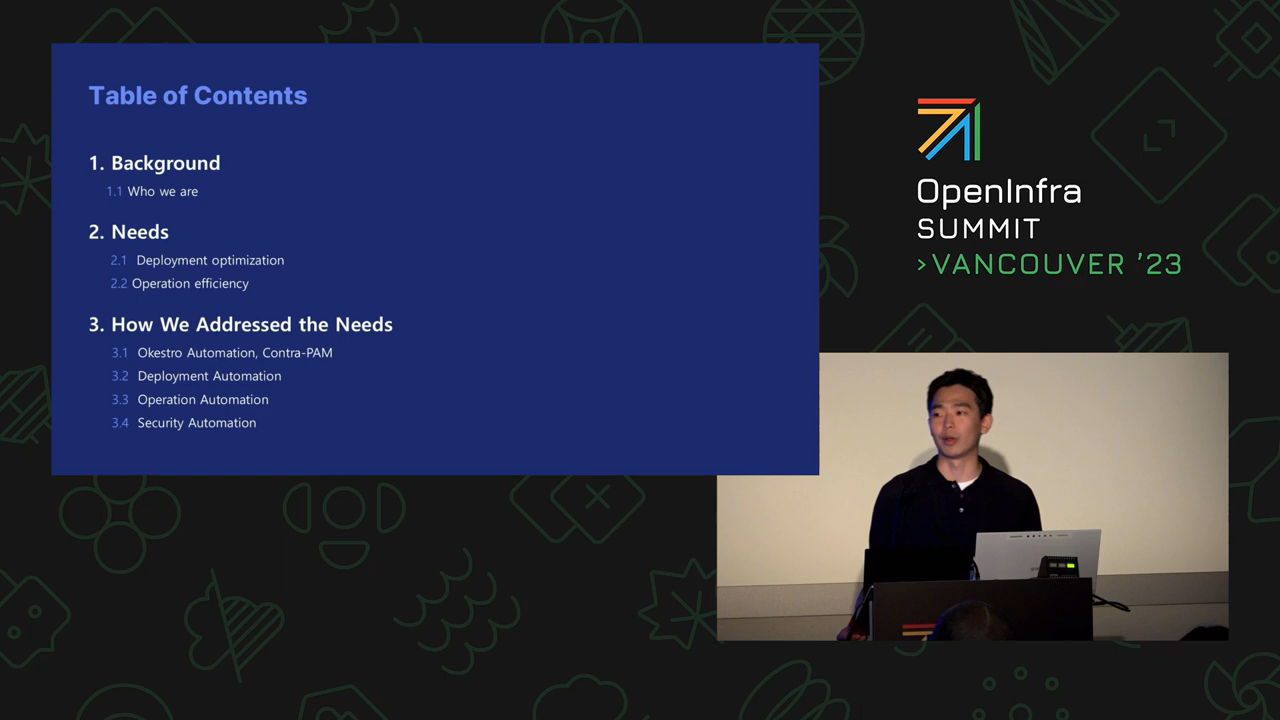 Table of Contents
1. Background
1.1 Who we are
2. Needs
2.1 Deployment optimization
2.2 Operation efficiency
3. How We Addressed the Needs
3.1 Okestro Automation, Contra-PAM
3.2 Deployment Automation
3.3 Operation Automation
3.4 Security Automation
OpenInfra
SUMMIT
>VANCOUVER '23